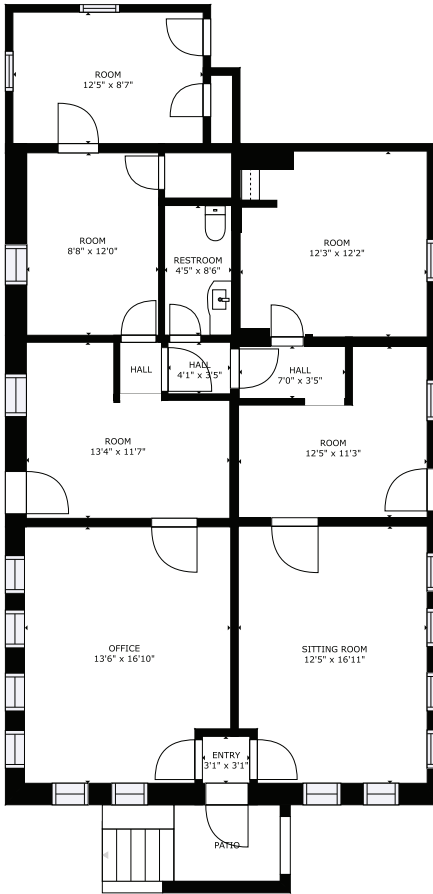 ROOM
12'5" x 8'7"
ROOM
8'8" x 12'0"
RESTROOM
4'5" x 8'6"
ROOM
12'3" x 12'2"
HALL
HALL
4'1" x 3'5"
HALL
7'0" x 3'5"
ROOM
13'4" x 11'7"
ROOM
12'5" x 11'3"
OFFICE
13'6" x 16'10"
SITTING ROOM
12'5" x 16'11"
ENTRY
3'1" x 3'1"
PATIO